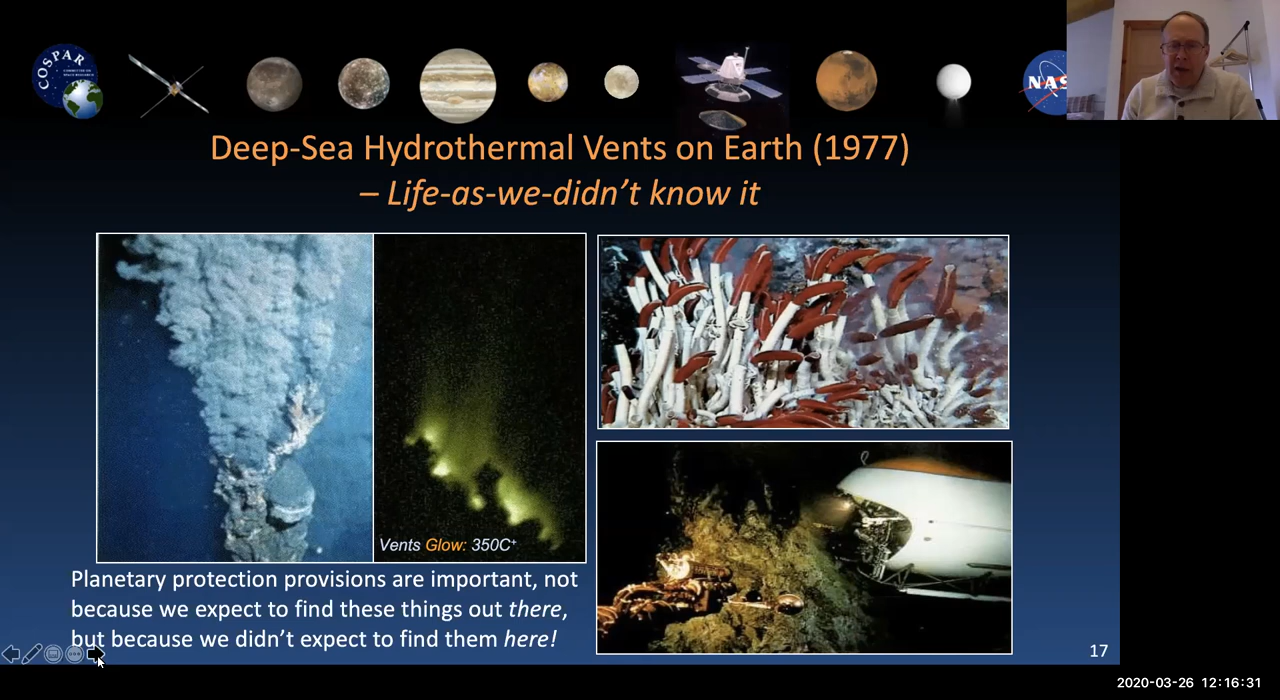 COSPAR
NAS
Deep-Sea Hydrothermal Vents on Earth (1977)
– Life-as-we-didn't know it
Vents Glow: 350C⁺
Planetary protection provisions are important, not
because we expect to find these things out there,
but because we didn't expect to find them here!
17
2020-03-26 12:16:31